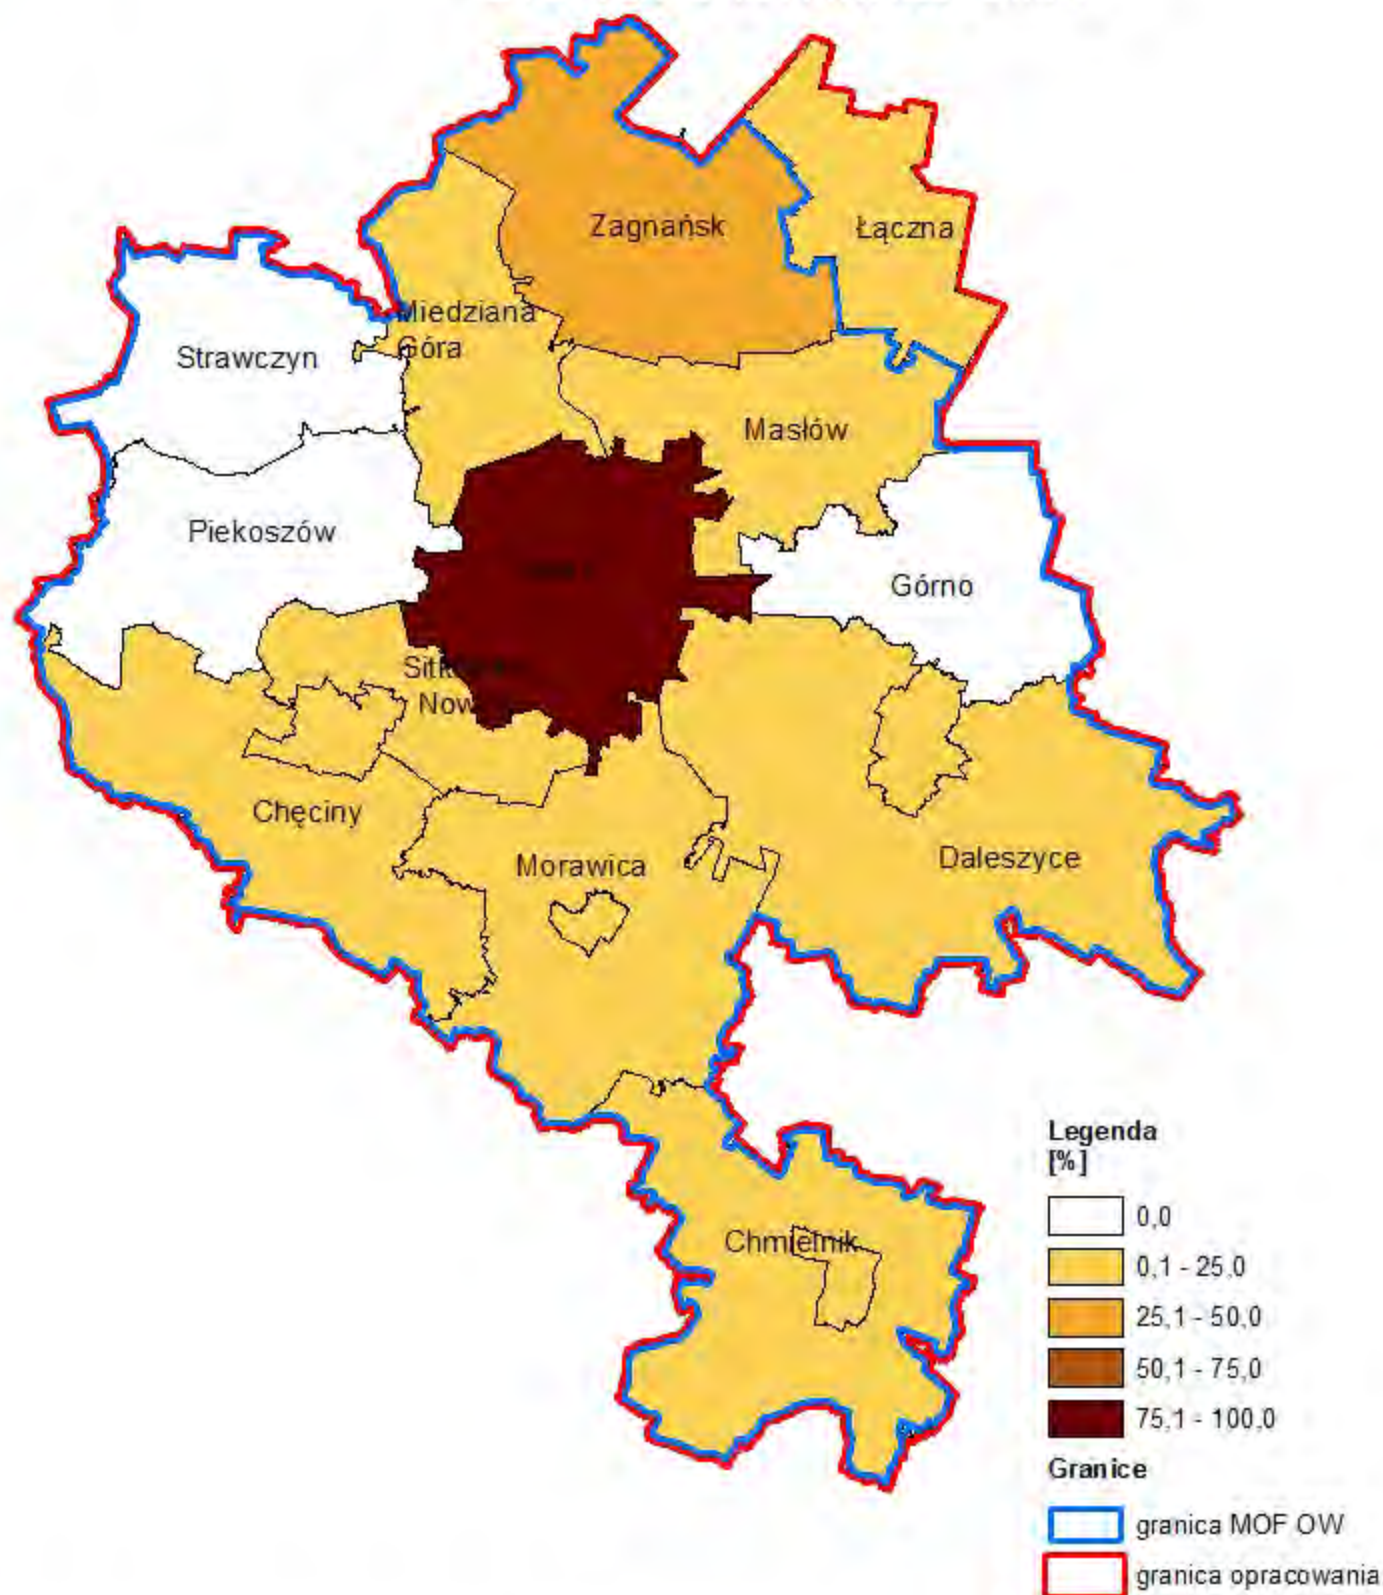 Zagnańsk
Łączna
Miedziana
Góra
Strawczyn
Masłów
Piekoszów
Górno
Chęciny
Morawica
Daleszyce
Chmielnik
Legenda
[%]
0,0
0,1 - 25,0
25,1 - 50,0
50,1 - 75,0
75,1 - 100,0
Granice
granica MOF OW
granica opracowania